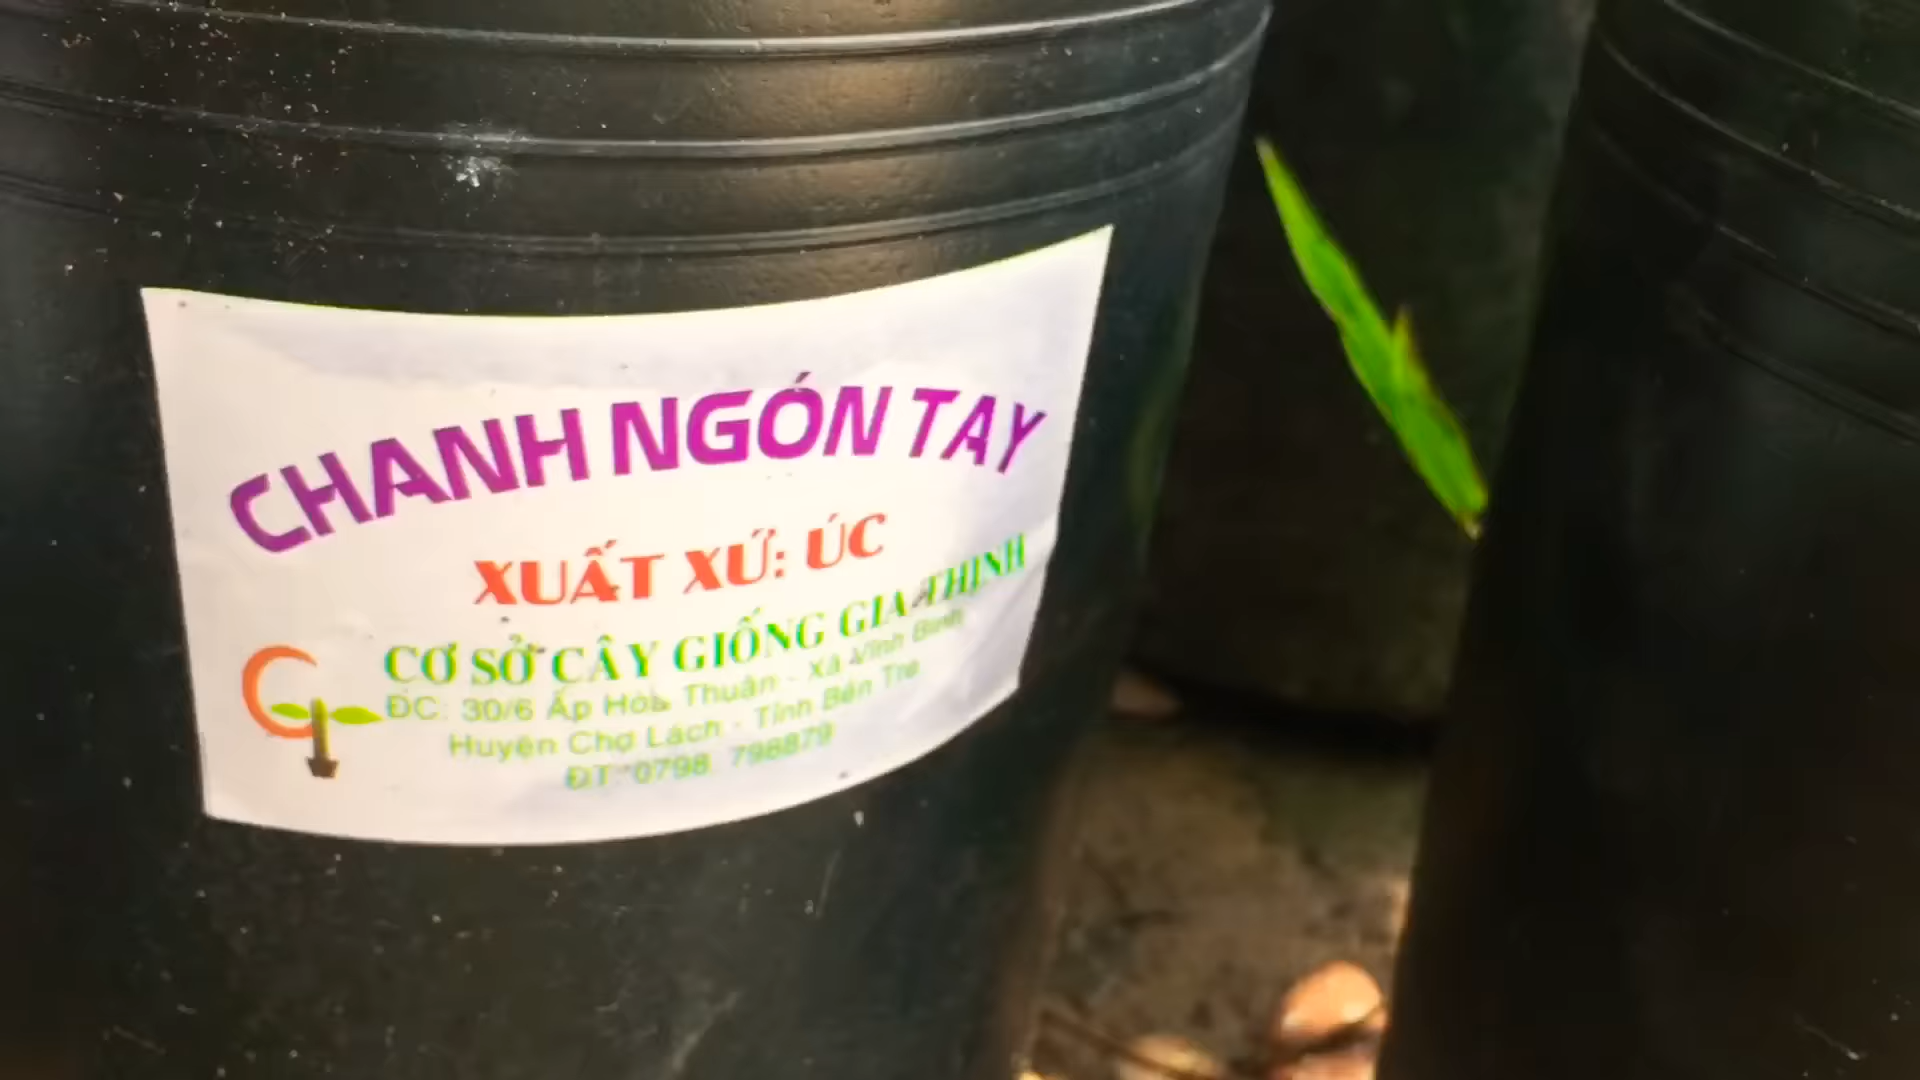 CHANH NGÓN TAY
XUẤT XỨ: ÚC
CƠ SỞ CÂY GIỐNG GIA THỊNH
ĐC: 30/6 Ấp Hòa Thuận - Xã Vĩnh Bình
Huyện Chợ Lách - Tỉnh Bến Tre
ĐT: 0798. 798879